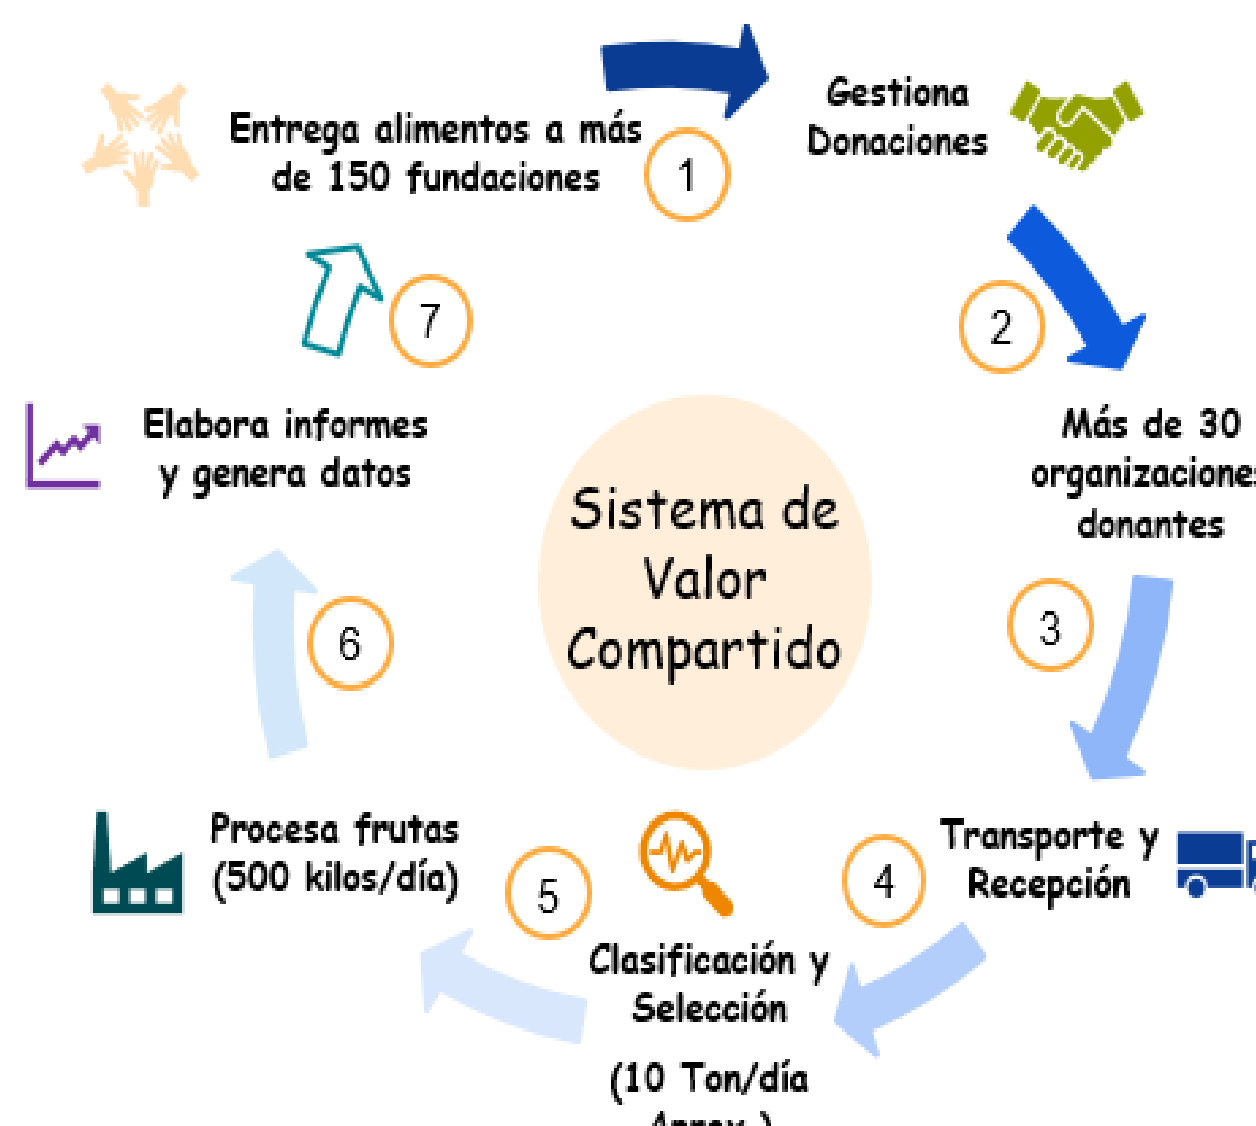 1
Gestiona
Donaciones
2
Más de 30
organizaciones
donantes
3
Transporte y
Recepción
4
Clasificación y
Selección
(10 Ton/día
Aprox.)
5
Procesa frutas
(500 kilos/día)
6
Elabora informes
y genera datos
7
Entrega alimentos a más
de 150 fundaciones
Sistema de
Valor
Compartido